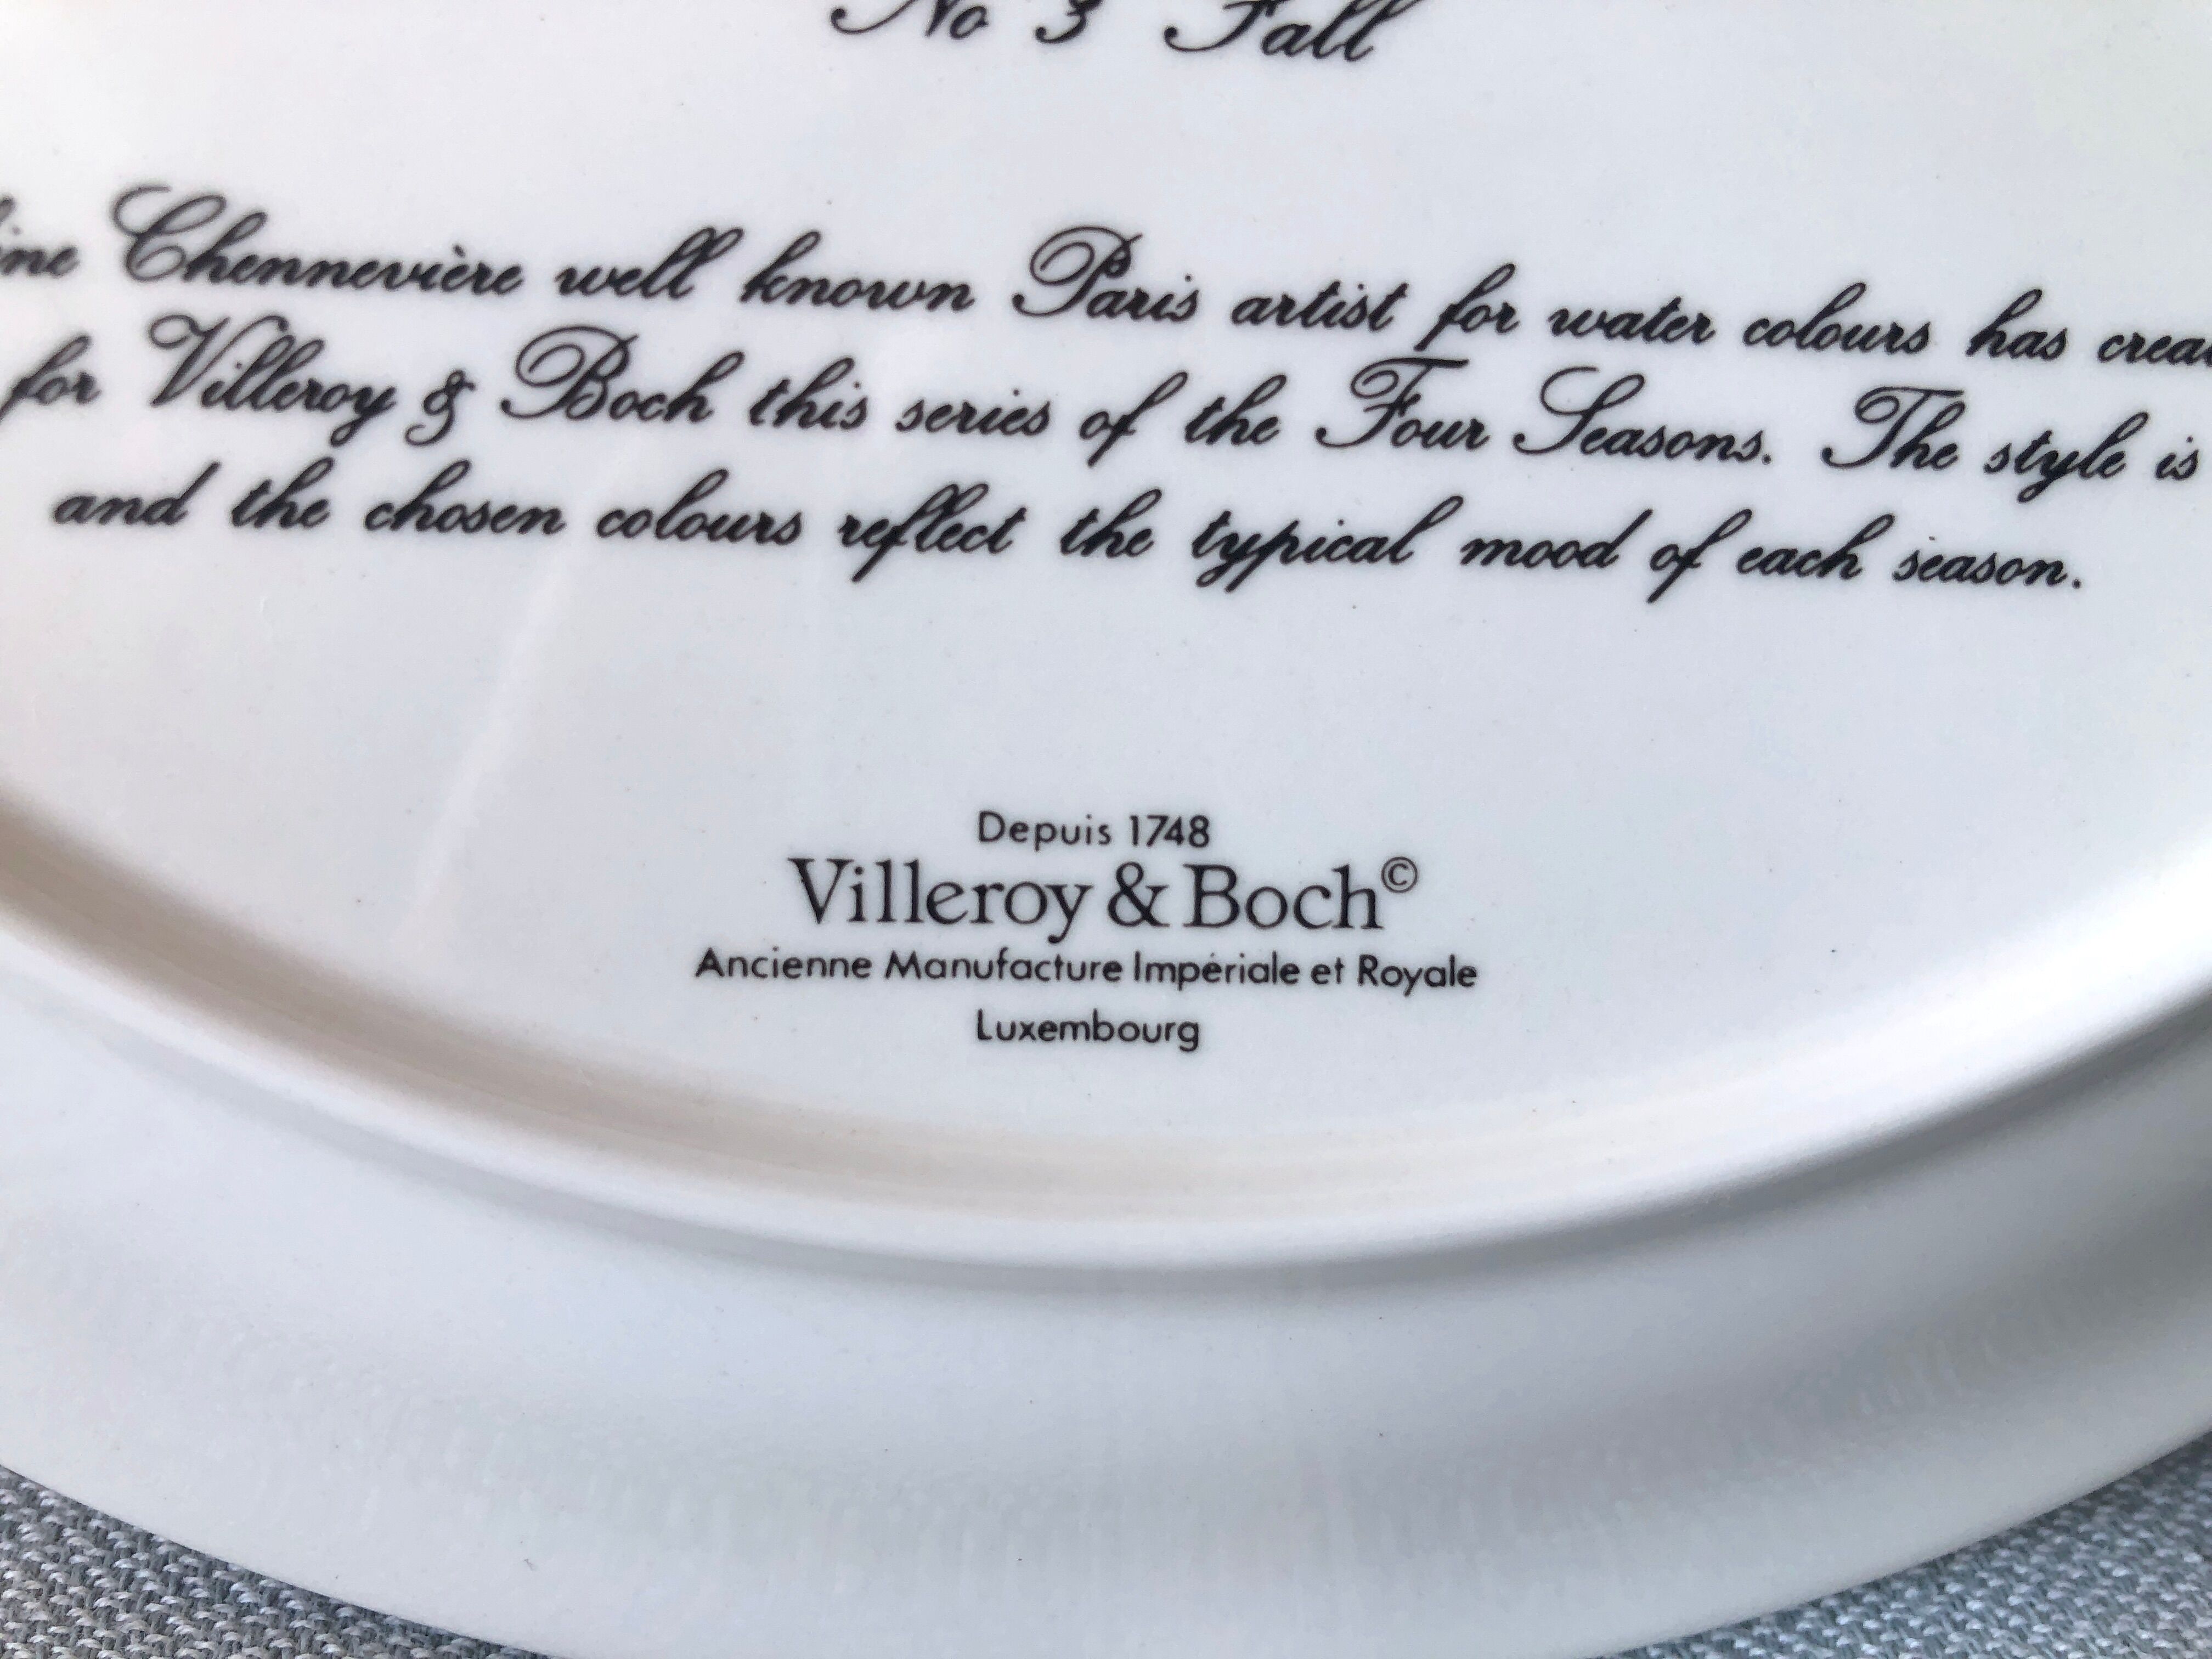 No 3 Fall
Chennevière well known Paris artist for water colours has
for Villeroy & Boch this series of the Four Seasons. The style is
and the chosen colours reflect the typical mood of each season.
Depuis 1748
Villeroy & Boch©
Ancienne Manufacture Impériale et Royale
Luxembourg